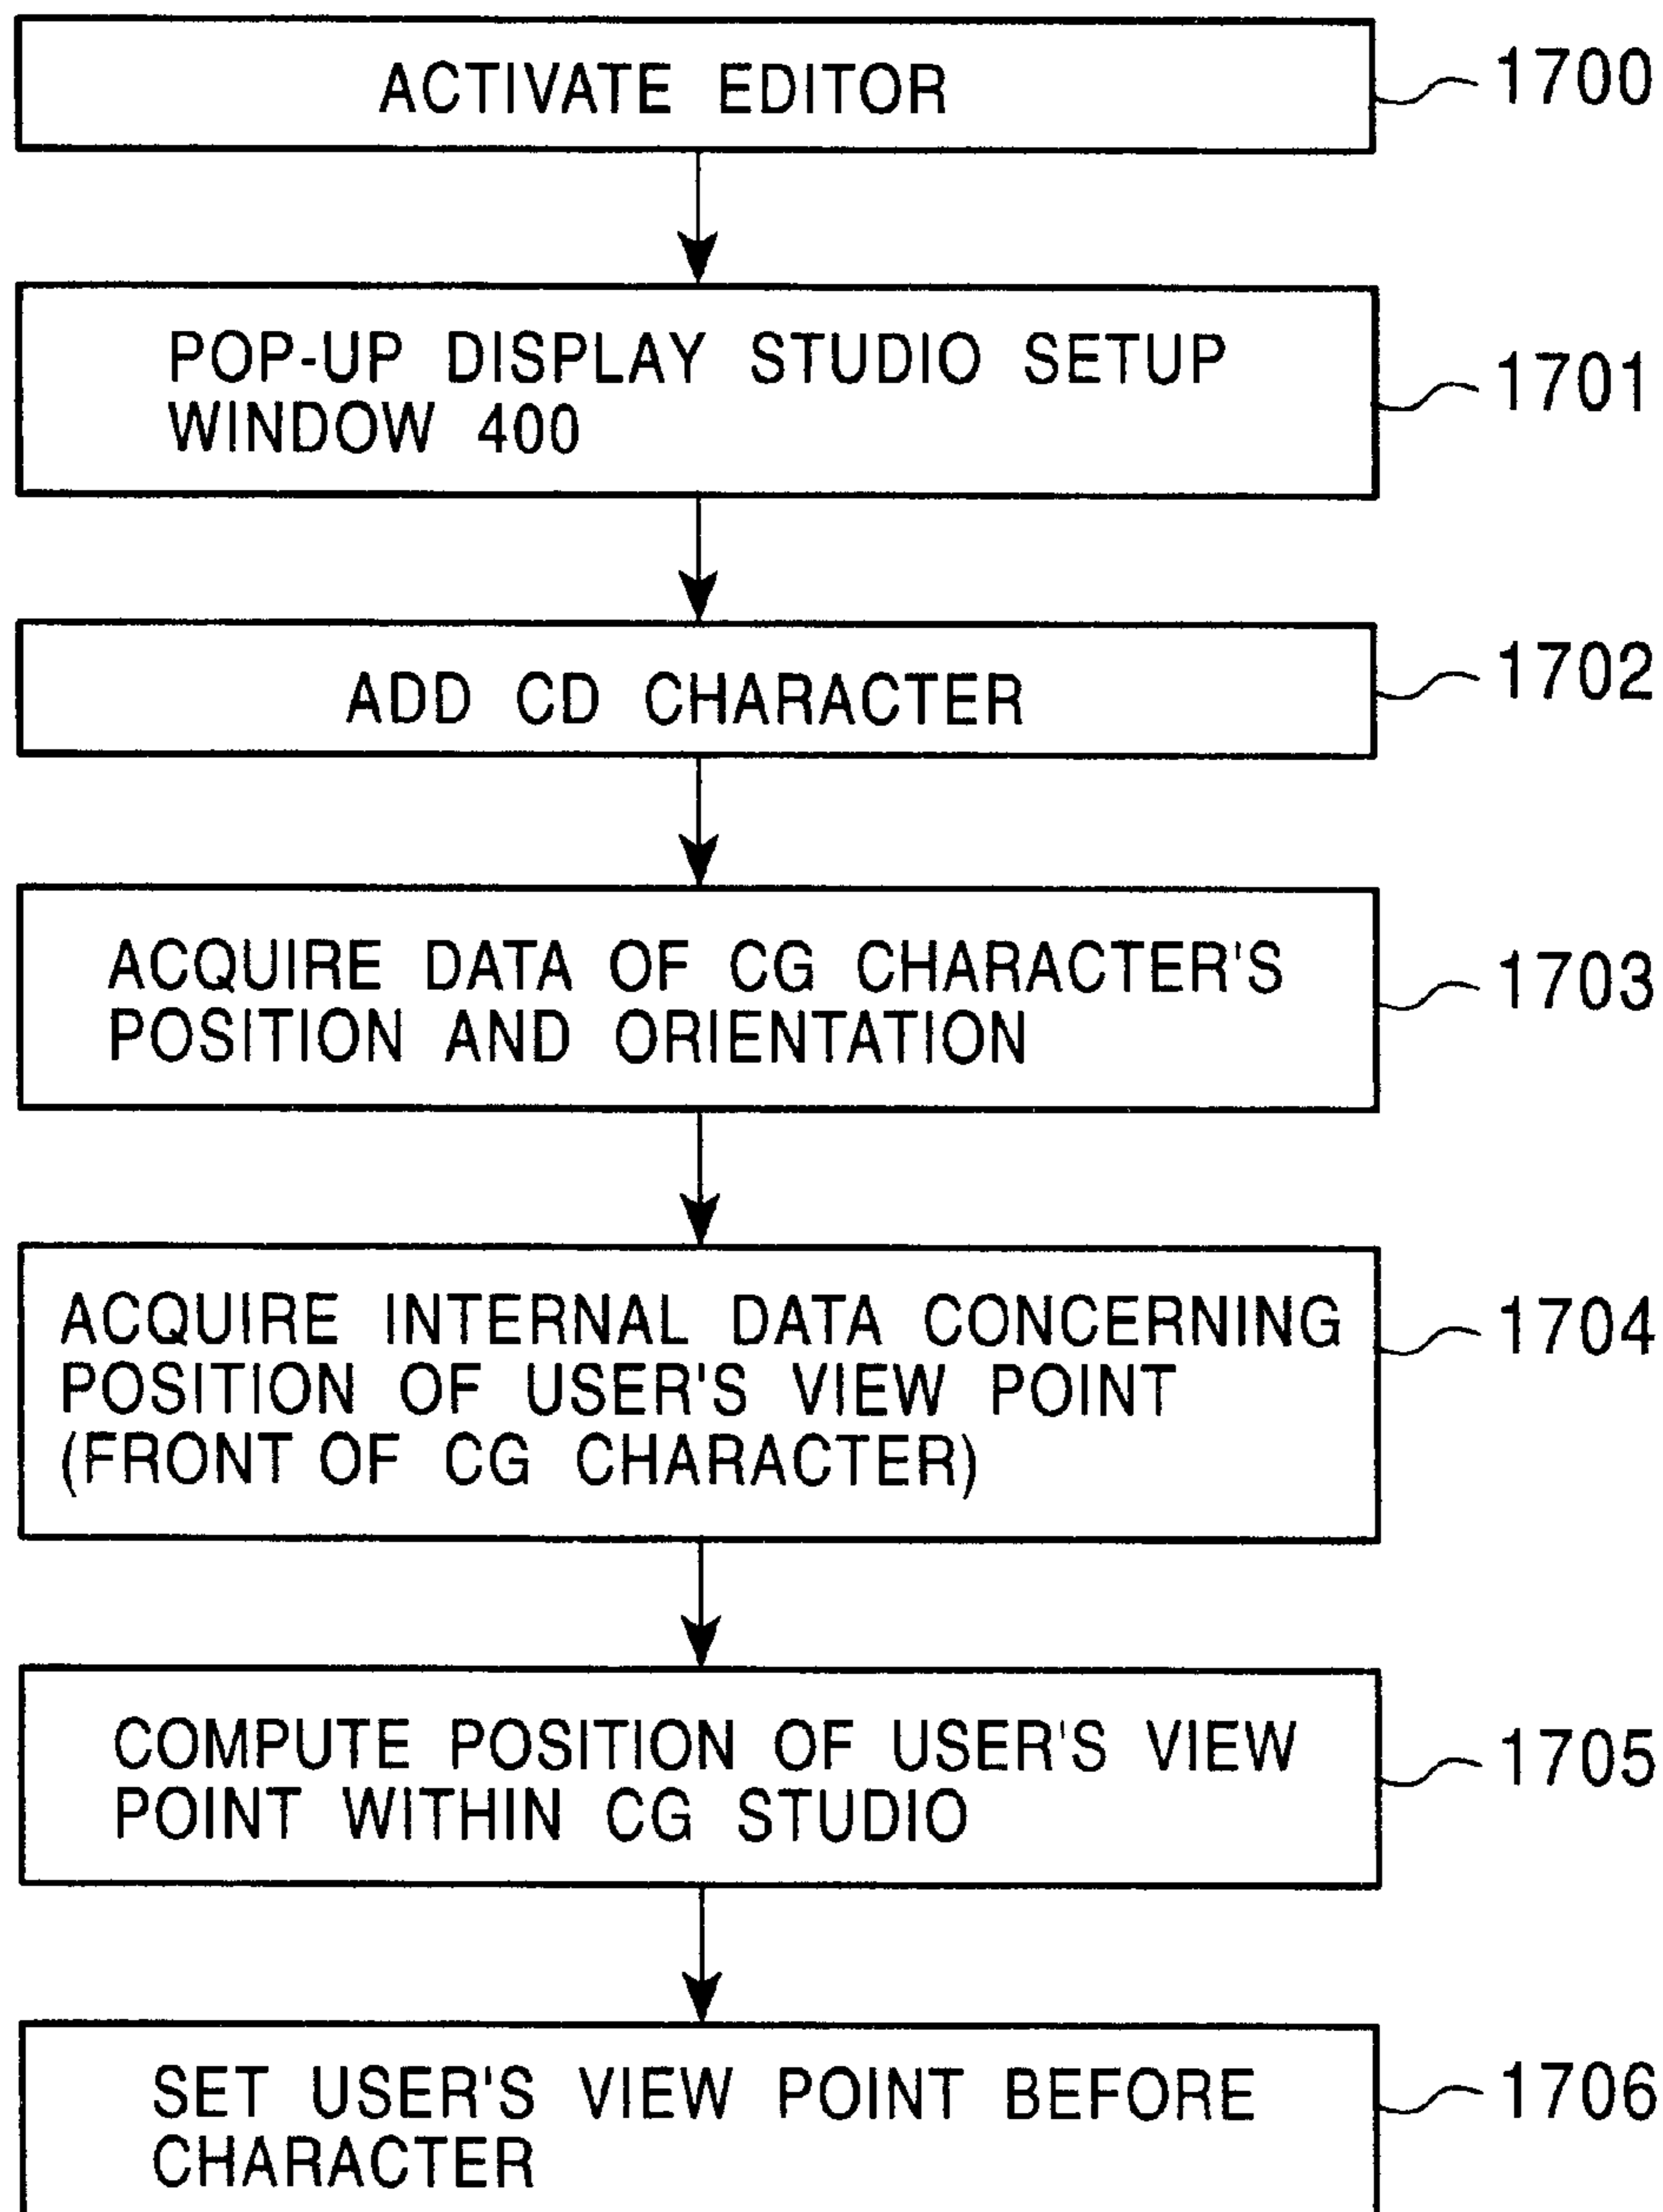 ACTIVATE EDITOR
1700
POP-UP DISPLAY STUDIO SETUP
WINDOW 400
1701
ADD CD CHARACTER
1702
ACQUIRE DATA OF CG CHARACTER'S
POSITION AND ORIENTATION
1703
ACQUIRE INTERNAL DATA CONCERNING
POSITION OF USER'S VIEW POINT
(FRONT OF CG CHARACTER)
1704
COMPUTE POSITION OF USER'S VIEW
POINT WITHIN CG STUDIO
1705
SET USER'S VIEW POINT BEFORE
CHARACTER
1706